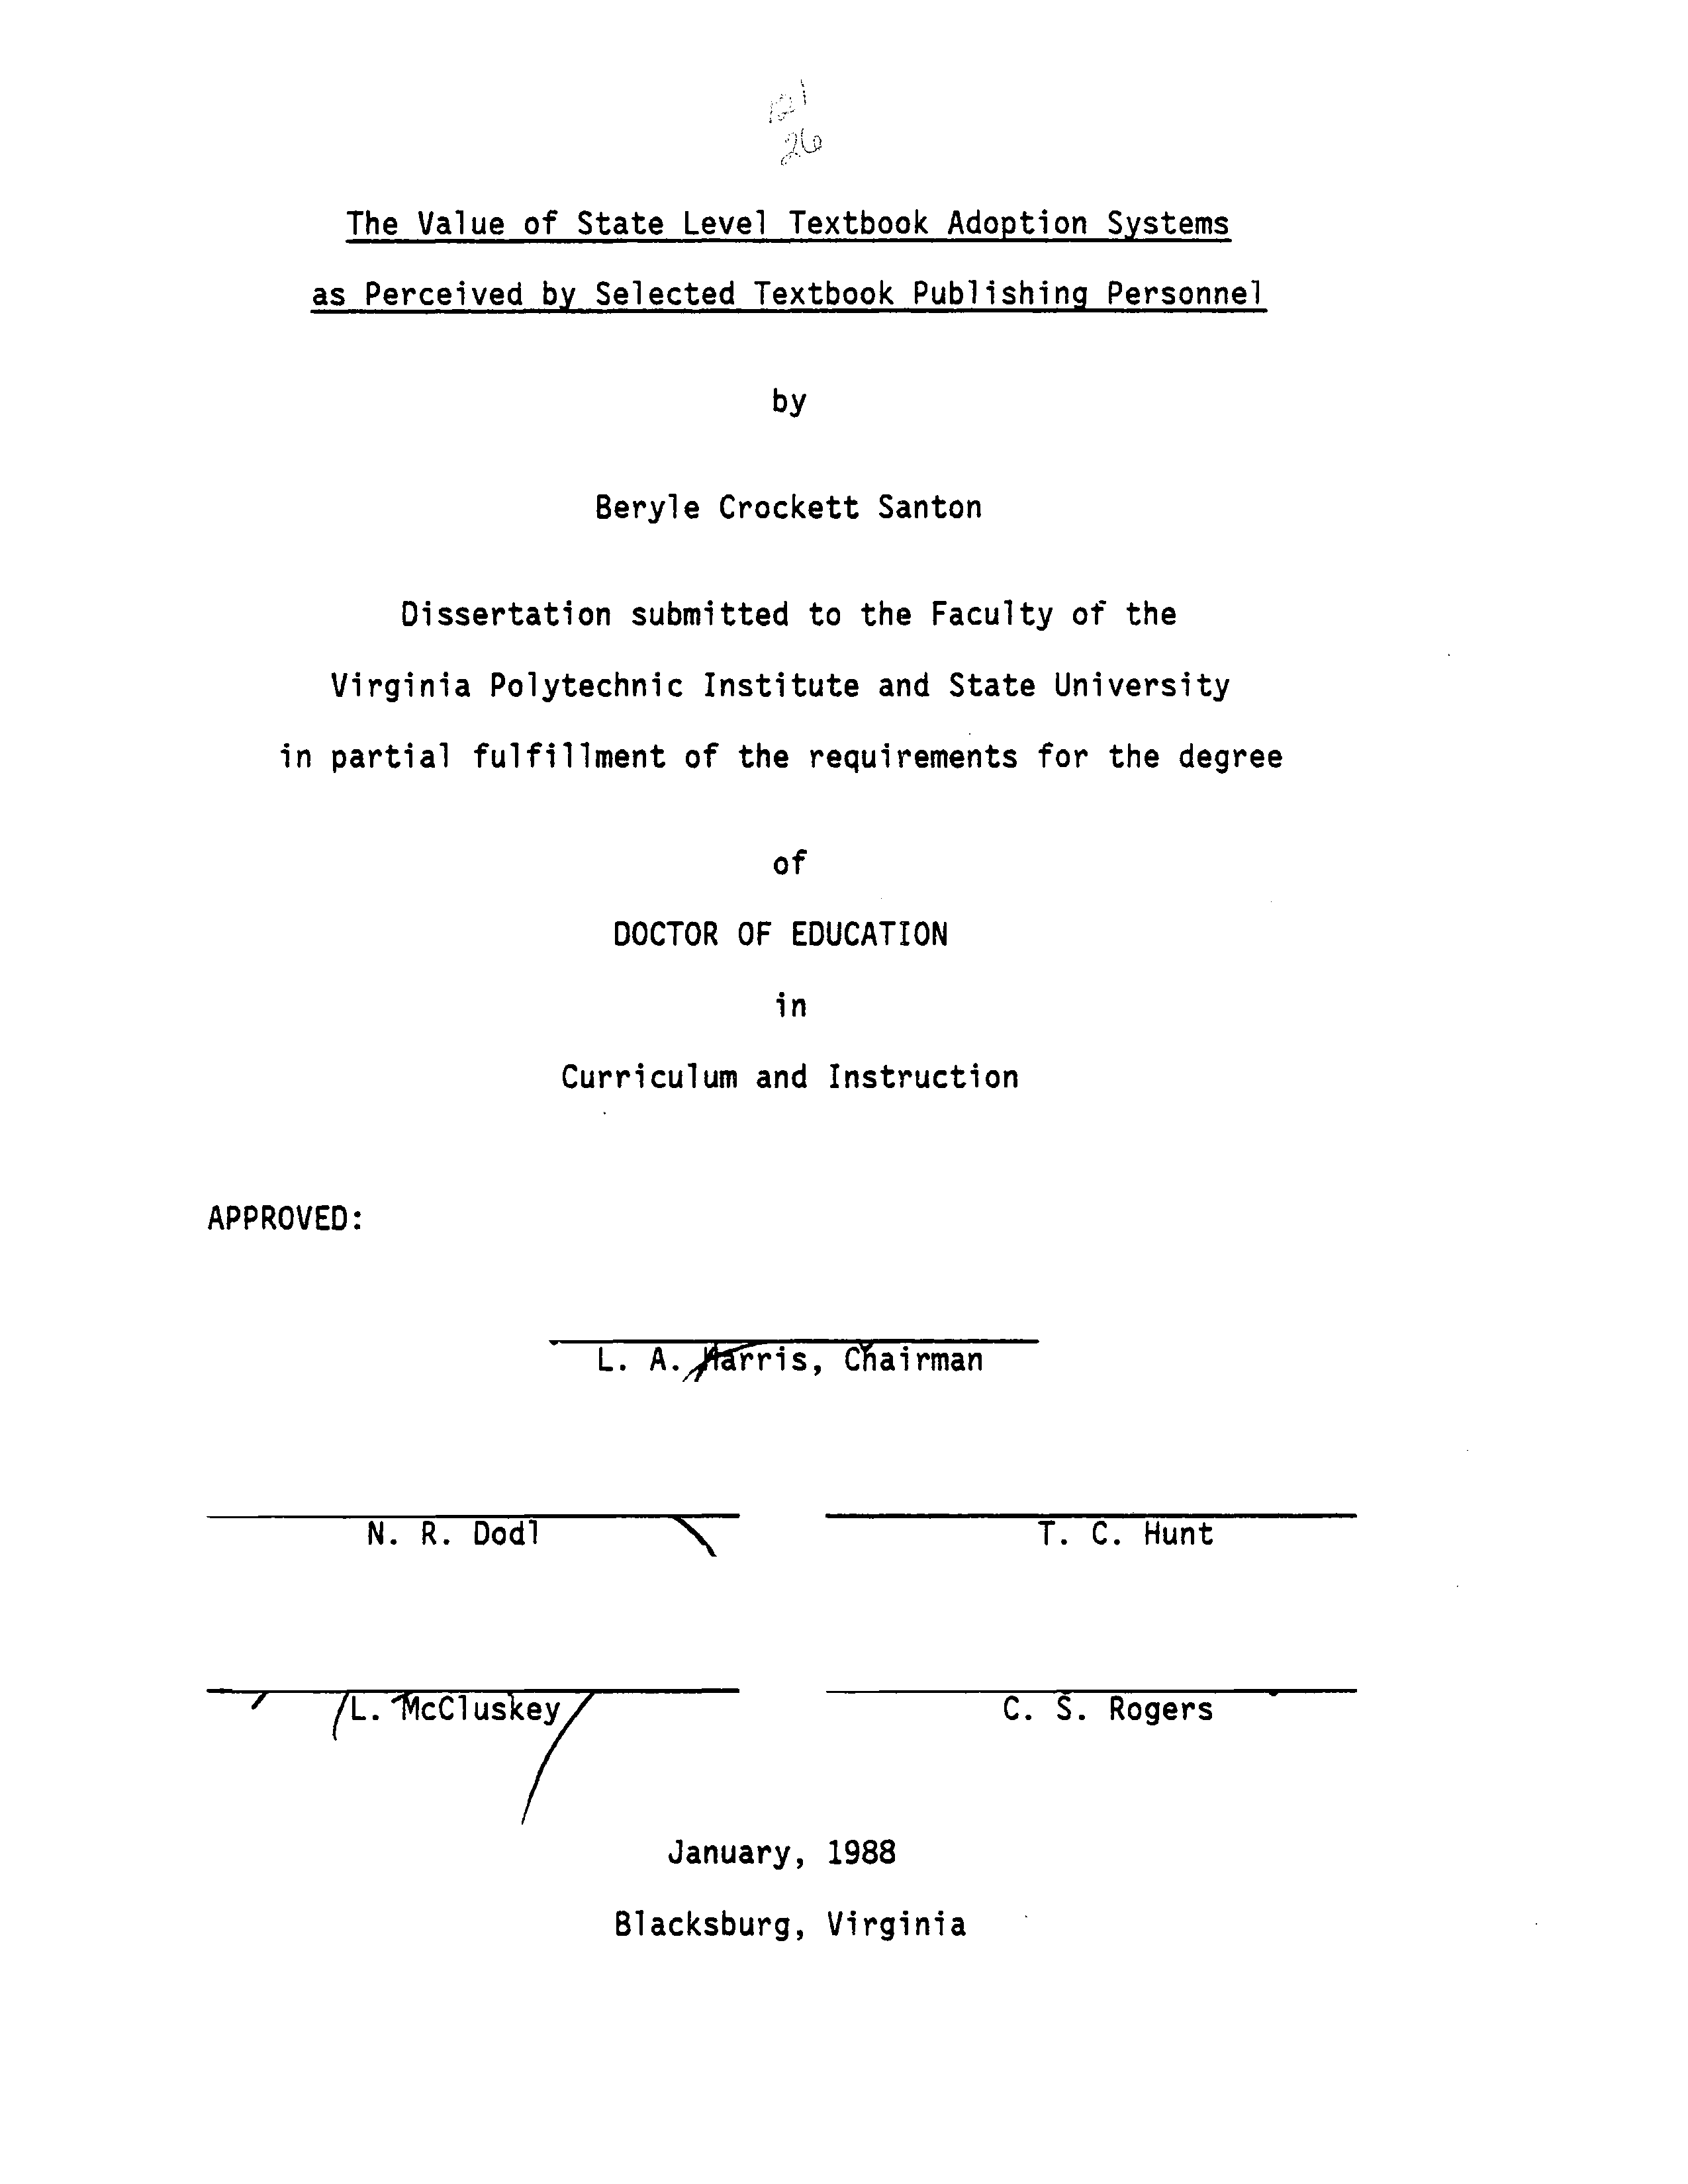 26
The Value of State Level Textbook Adoption Systems
as Perceived by Selected Textbook Publishing Personnel
by
Beryle Crockett Santon
Dissertation submitted to the Faculty of the
Virginia Polytechnic Institute and State University
in partial fulfillment of the requirements for the degree
of
DOCTOR OF EDUCATION
in
Curriculum and Instruction
APPROVED:
L. A. Harris, Chairman
N. R. Dodl
T. C. Hunt
L. McCluskey
C. S. Rogers
January, 1988
Blacksburg, Virginia